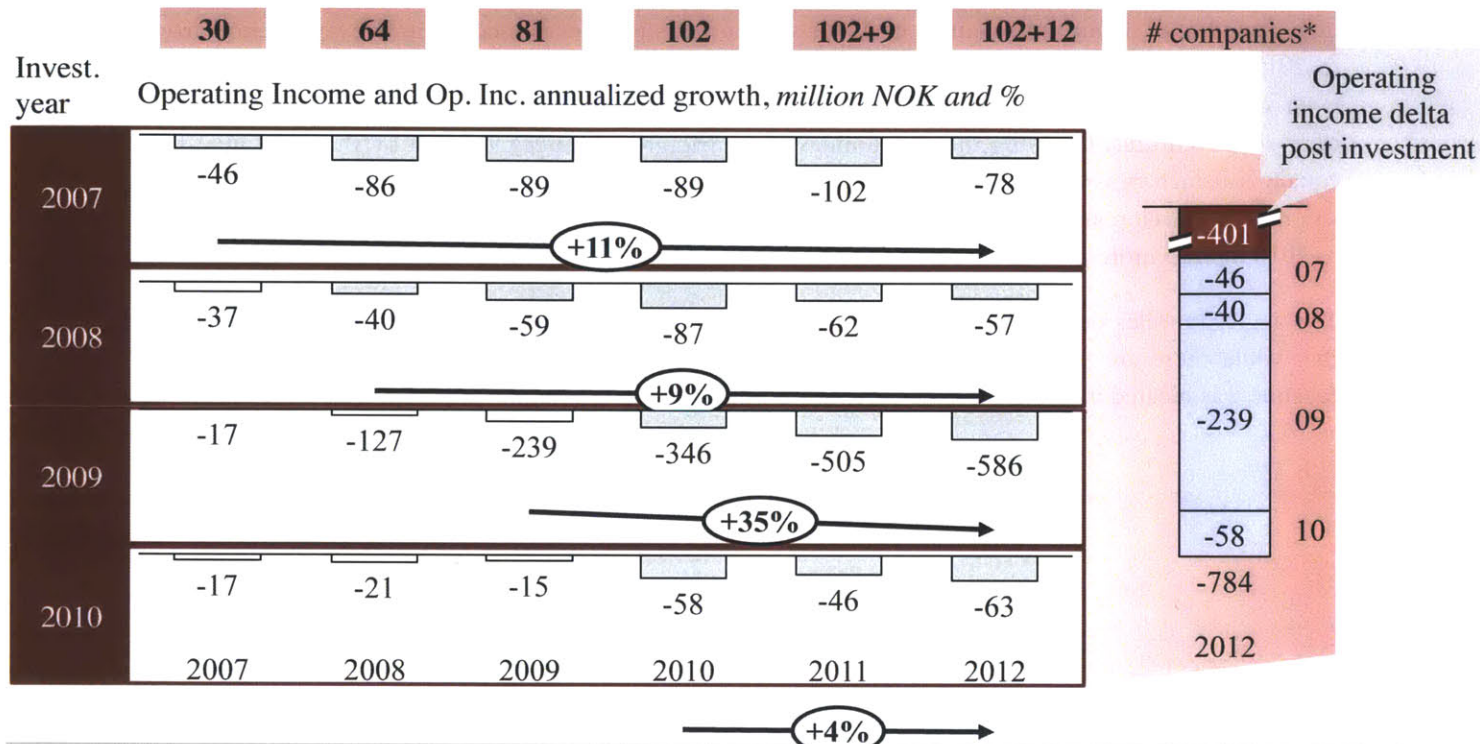 30 64 81 102 102+9 102+12 # companies*
Invest.
year
Operating Income and Op. Inc. annualized growth, million NOK and %
Operating
income delta
post investment
2007
-46 -86 -89 -89 -102 -78
+11%
2008
-37 -40 -59 -87 -62 -57
+9%
2009
-17 -127 -239 -346 -505 -586
+35%
2010
-17 -21 -15 -58 -46 -63
2007 2008 2009 2010 2011 2012
+4%
-401
-46 07
-40 08
-239 09
-58 10
-784
2012